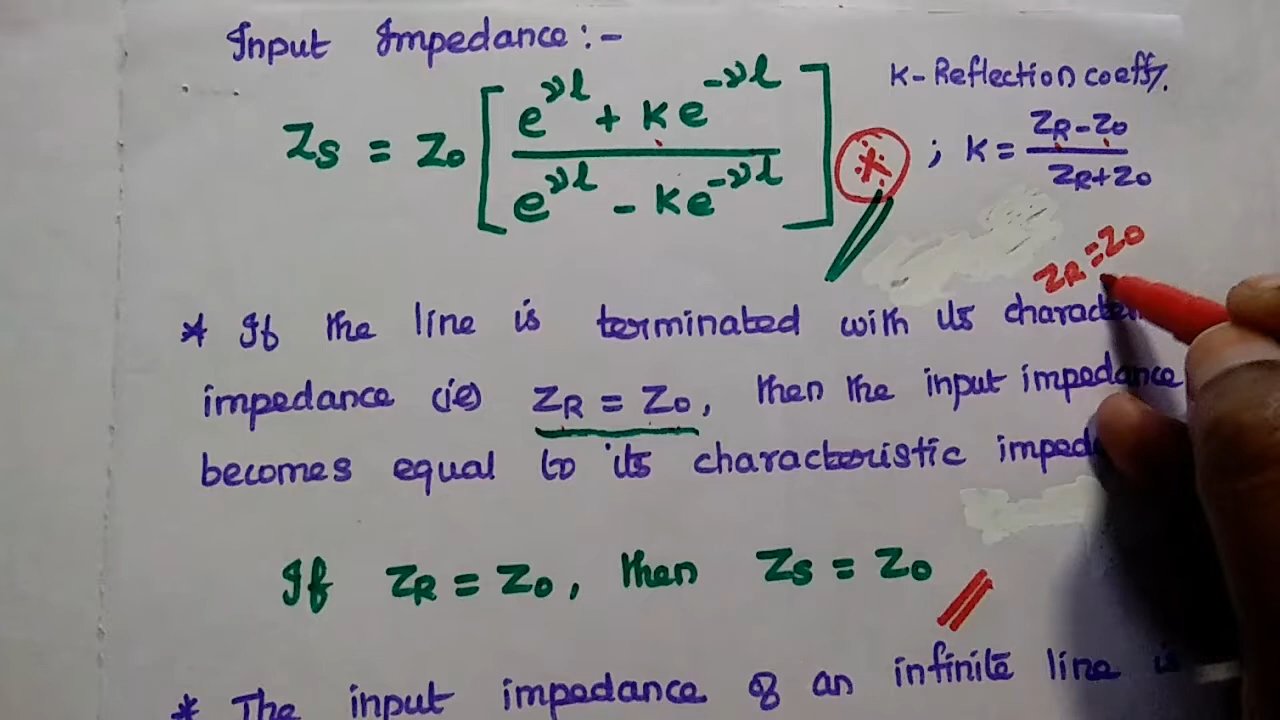 Input Impedance :-
K - Reflection coeff/.
Zs = Zo [ e^γl + K e^-γl / e^γl - K e^-γl ] * ; K = ZR - Zo / ZR + Zo
ZR = Zo
* If the line is terminated with its
impedance (ie) ZR = Zo, then the input impedance
becomes equal to its characteristic
If ZR = Zo, then Zs = Zo
* The input impedance of an infinite line is